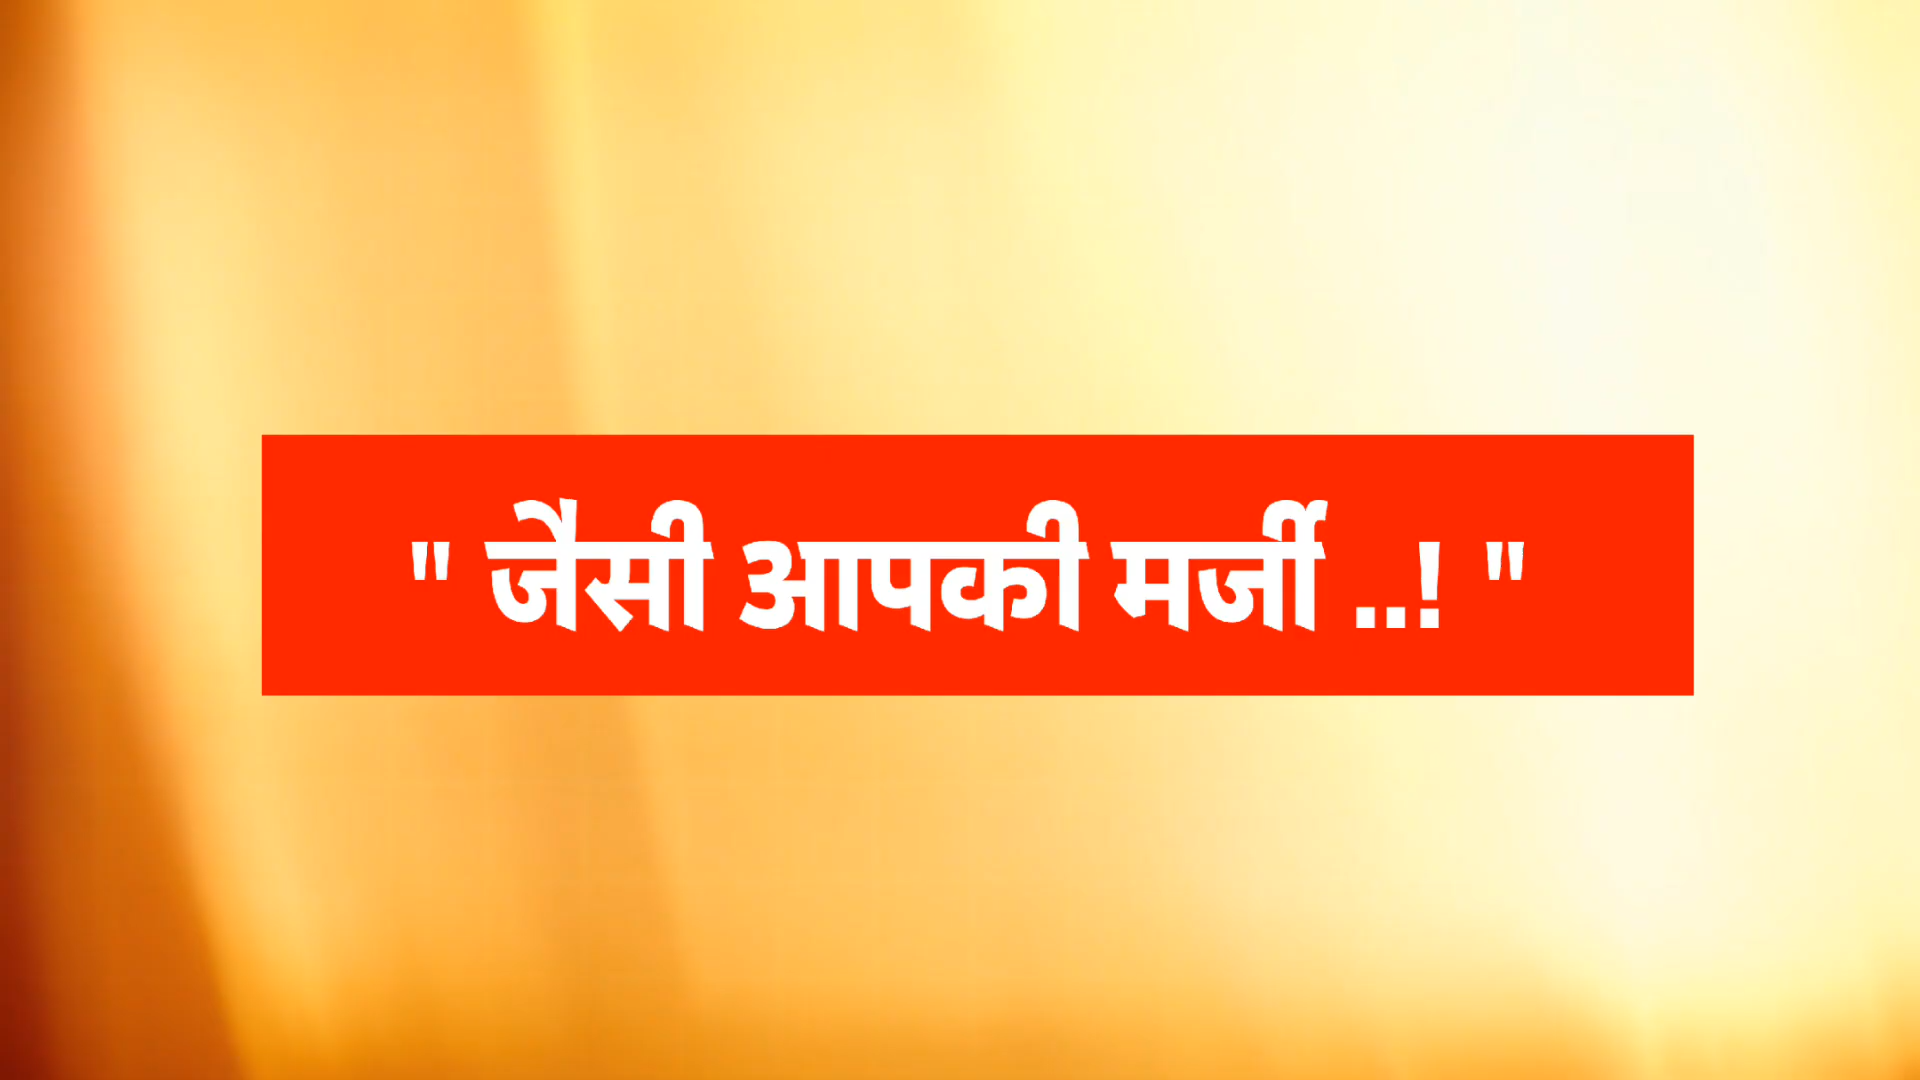 " जैसी आपकी मर्जी ..! "